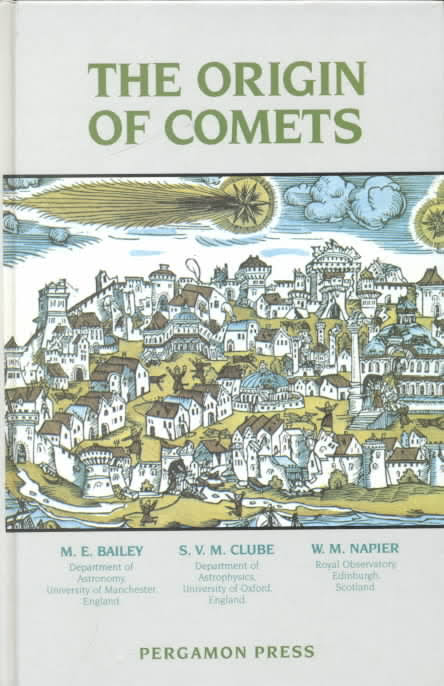 THE ORIGIN
OF COMETS
M. E. BAILEY
Department of
Astronomy,
University of Manchester,
England.
S. V. M. CLUBE
Department of
Astrophysics,
University of Oxford,
England.
W. M. NAPIER
Royal Observatory,
Edinburgh,
Scotland
PERGAMON PRESS